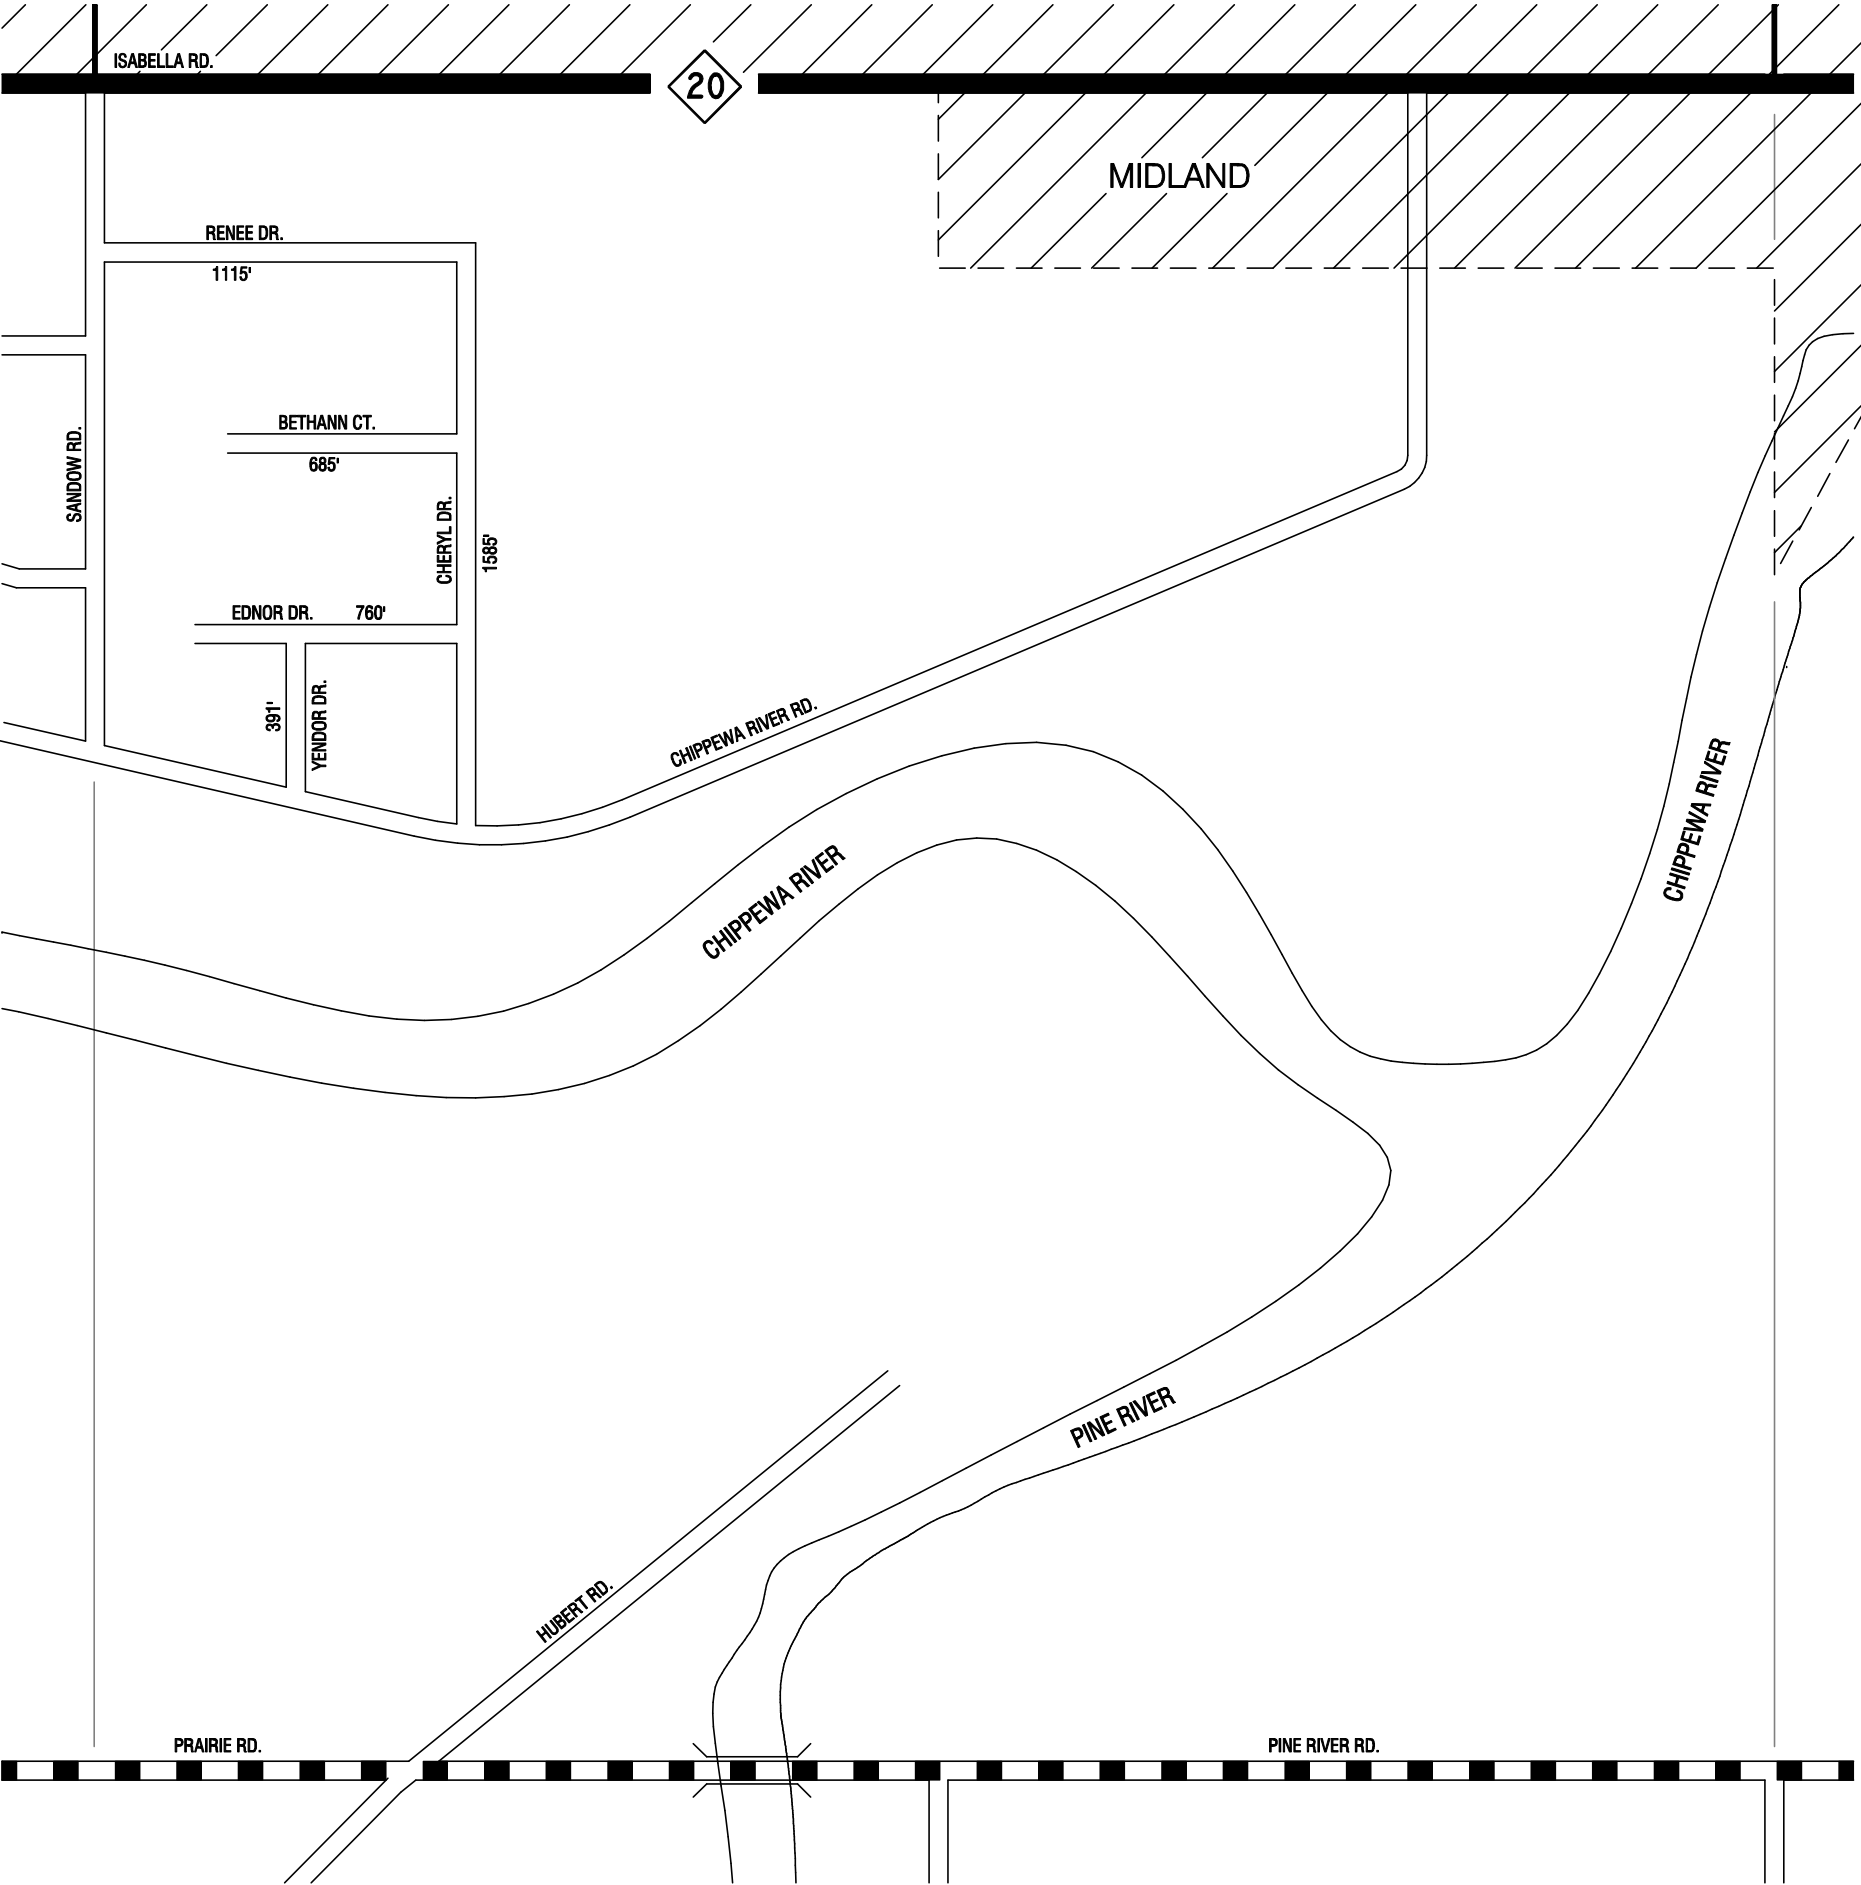 ISABELLA RD.
20
MIDLAND
RENEE DR.
1115'
BETHANN CT.
685'
SANDOW RD.
CHERYL DR.
1585'
EDNOR DR.
760'
391'
YENDOR DR.
CHIPPEWA RIVER RD.
CHIPPEWA RIVER
CHIPPEWA RIVER
PINE RIVER
HUBERT RD.
PRAIRIE RD.
PINE RIVER RD.